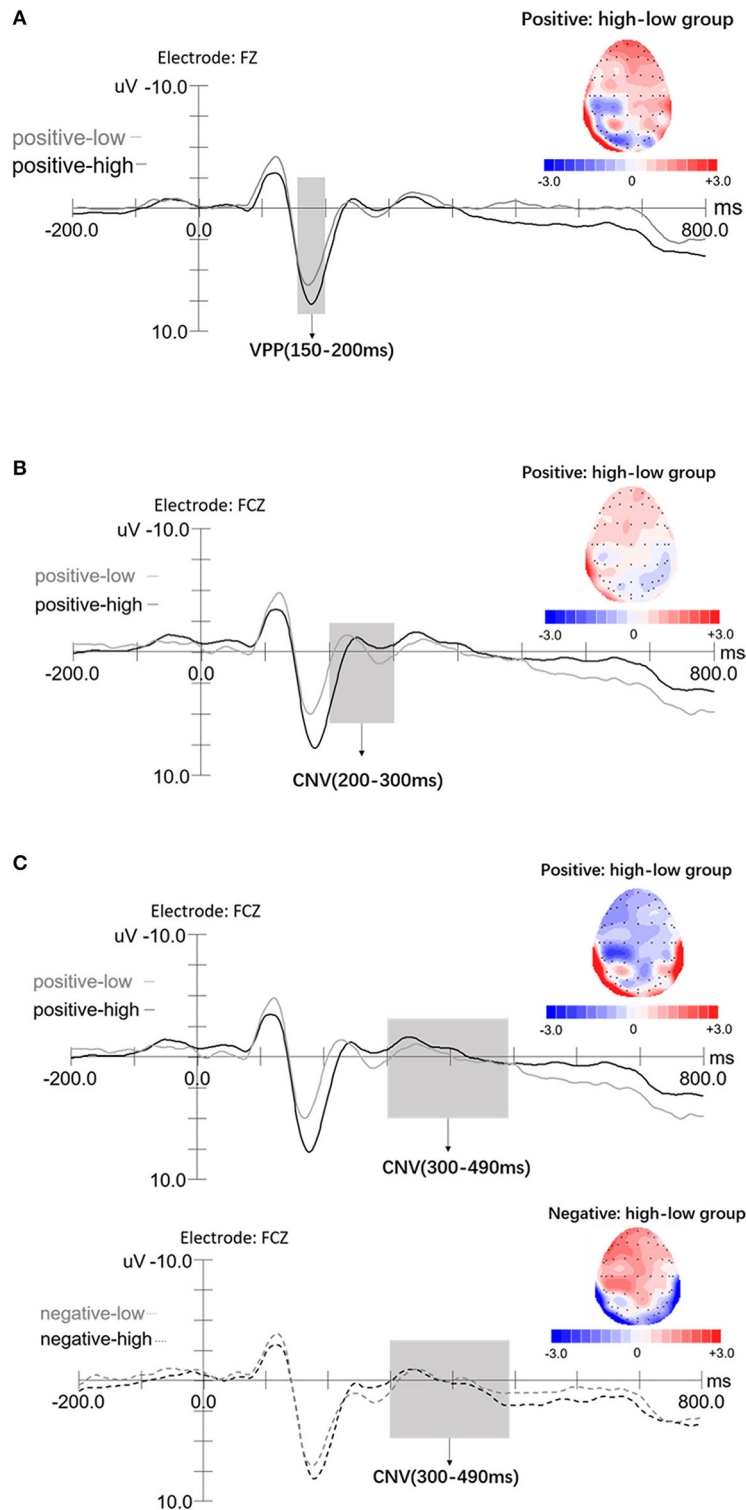 A
Positive: high-low group
Electrode: FZ
uV -10.0
positive-low
positive-high
-3.0 0 +3.0
ms
-200.0 0.0 800.0
10.0
VPP(150-200ms)
B
Positive: high-low group
Electrode: FCZ
uV -10.0
positive-low
positive-high
-3.0 0 +3.0
ms
-200.0 0.0 800.0
10.0
CNV(200-300ms)
C
Positive: high-low group
Electrode: FCZ
uV -10.0
positive-low
positive-high
-3.0 0 +3.0
ms
-200.0 0.0 800.0
10.0
CNV(300-490ms)
Negative: high-low group
Electrode: FCZ
uV -10.0
negative-low
negative-high
-3.0 0 +3.0
ms
-200.0 0.0 800.0
10.0
CNV(300-490ms)